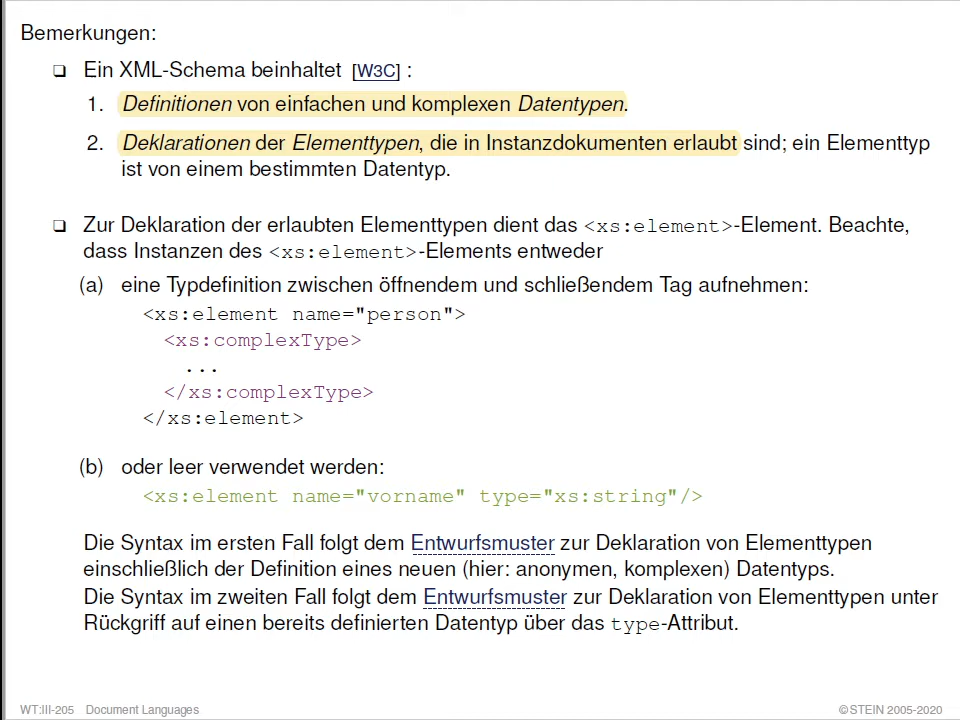 Bemerkungen:
❑ Ein XML-Schema beinhaltet [W3C] :
1. Definitionen von einfachen und komplexen Datentypen.
2. Deklarationen der Elementtypen, die in Instanzdokumenten erlaubt sind; ein Elementtyp
ist von einem bestimmten Datentyp.
❑ Zur Deklaration der erlaubten Elementtypen dient das <xs:element>-Element. Beachte,
dass Instanzen des <xs:element>-Elements entweder
(a) eine Typdefinition zwischen öffnendem und schließendem Tag aufnehmen:
<xs:element name="person">
<xs:complexType>
...
</xs:complexType>
</xs:element>
(b) oder leer verwendet werden:
<xs:element name="vorname" type="xs:string"/>
Die Syntax im ersten Fall folgt dem Entwurfsmuster zur Deklaration von Elementtypen
einschließlich der Definition eines neuen (hier: anonymen, komplexen) Datentyps.
Die Syntax im zweiten Fall folgt dem Entwurfsmuster zur Deklaration von Elementtypen unter
Rückgriff auf einen bereits definierten Datentyp über das type-Attribut.
WT:III-205 Document Languages
©STEIN 2005-2020